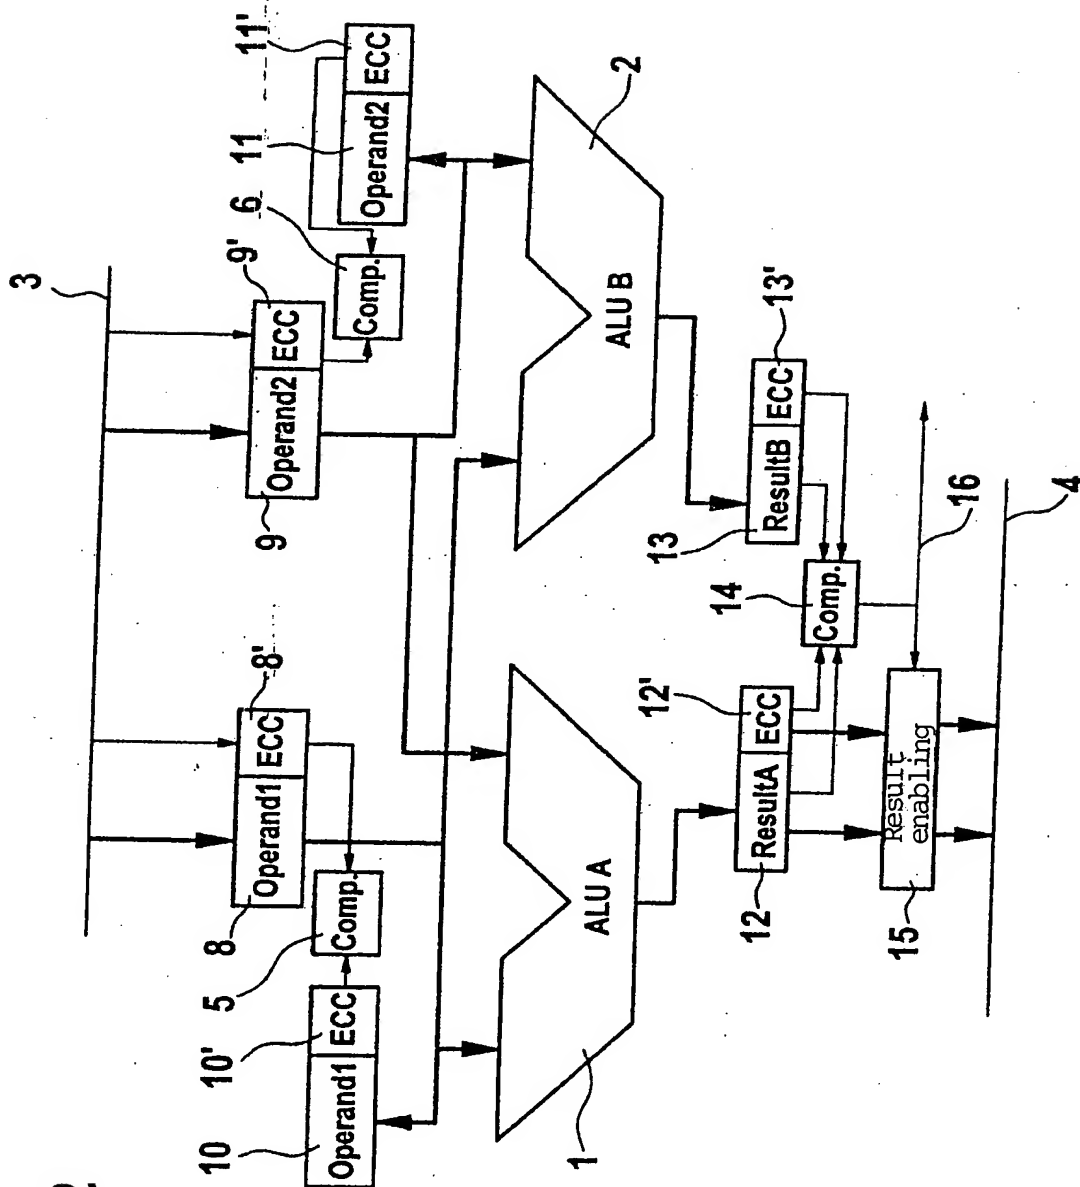 3
8
Operand1
ECC
8'
9
Operand2
ECC
9'
10
Operand1
ECC
10'
5
Comp.
6
Comp.
11
Operand2
ECC
11'
1
ALU A
2
ALU B
12
ResultA
ECC
12'
13
ResultB
ECC
13'
14
Comp.
15
Result
enabling
16
4